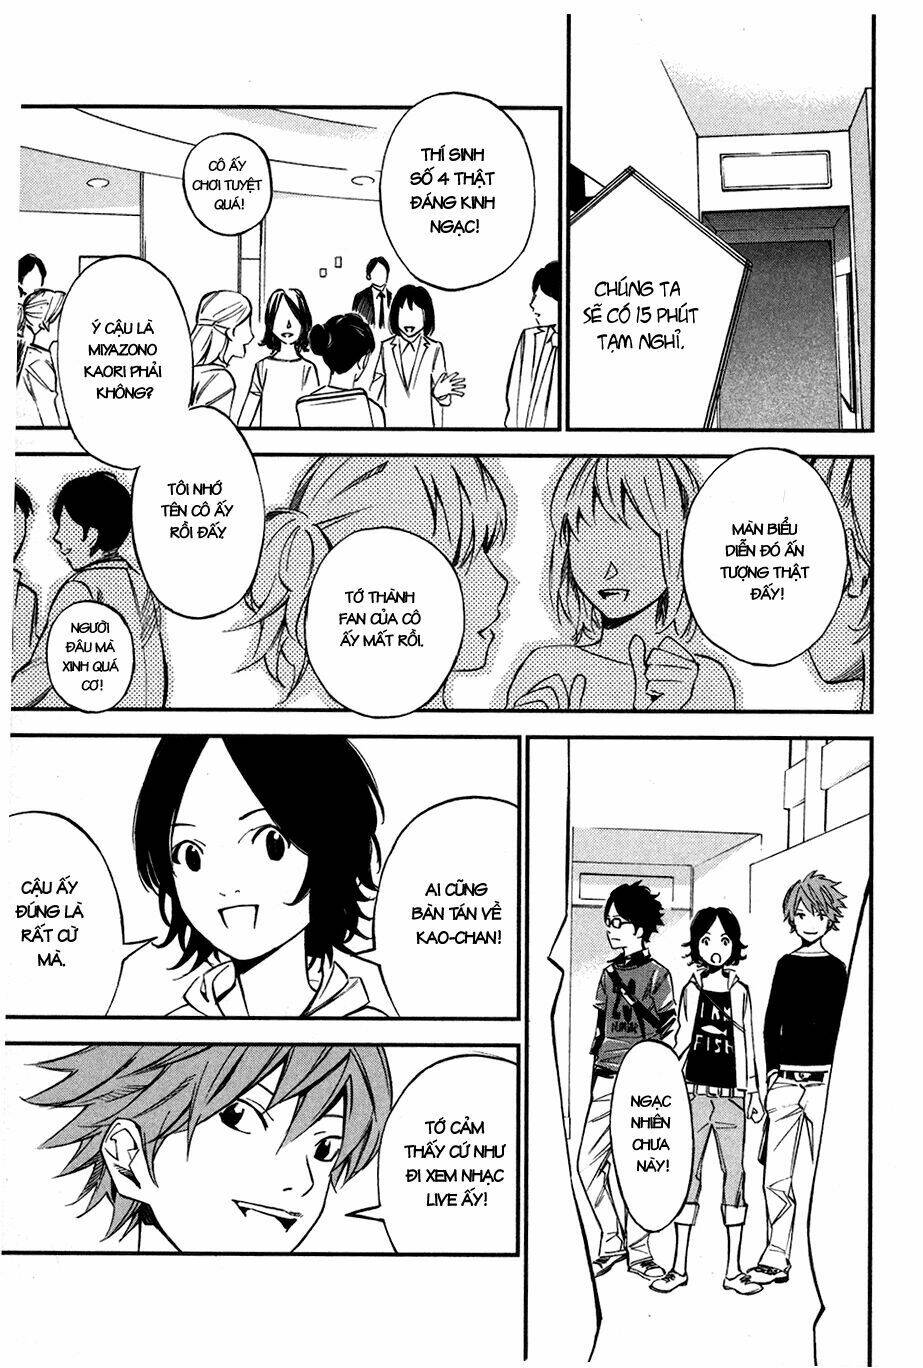 CHÚNG TA
SẼ CÓ 15 PHÚT
TẠM NGHỈ.
THÍ SINH
SỐ 4 THẬT
ĐÁNG KINH
NGẠC!
CÔ ẤY
CHƠI TUYỆT
QUÁ!
Ý CẬU LÀ
MIYAZONO
KAORI PHẢI
KHÔNG?
TÔI NHỚ
TÊN CÔ ẤY
RỒI ĐẤY.
MÀN BIỂU
DIỄN ĐÓ ẤN
TƯỢNG THẬT
ĐẤY!
TỚ THÀNH
FAN CỦA CÔ
ẤY MẤT RỒI.
NGƯỜI
ĐÂU MÀ
XINH QUÁ
CƠ!
NGẠC
NHIÊN
CHƯA
NÀY!
FISH
AI CŨNG
BÀN TÁN VỀ
KAO-CHAN!
CẬU ẤY
ĐÚNG LÀ
RẤT CỪ
MÀ.
TỚ CẢM
THẤY CỨ NHƯ
ĐI XEM NHẠC
LIVE ẤY!